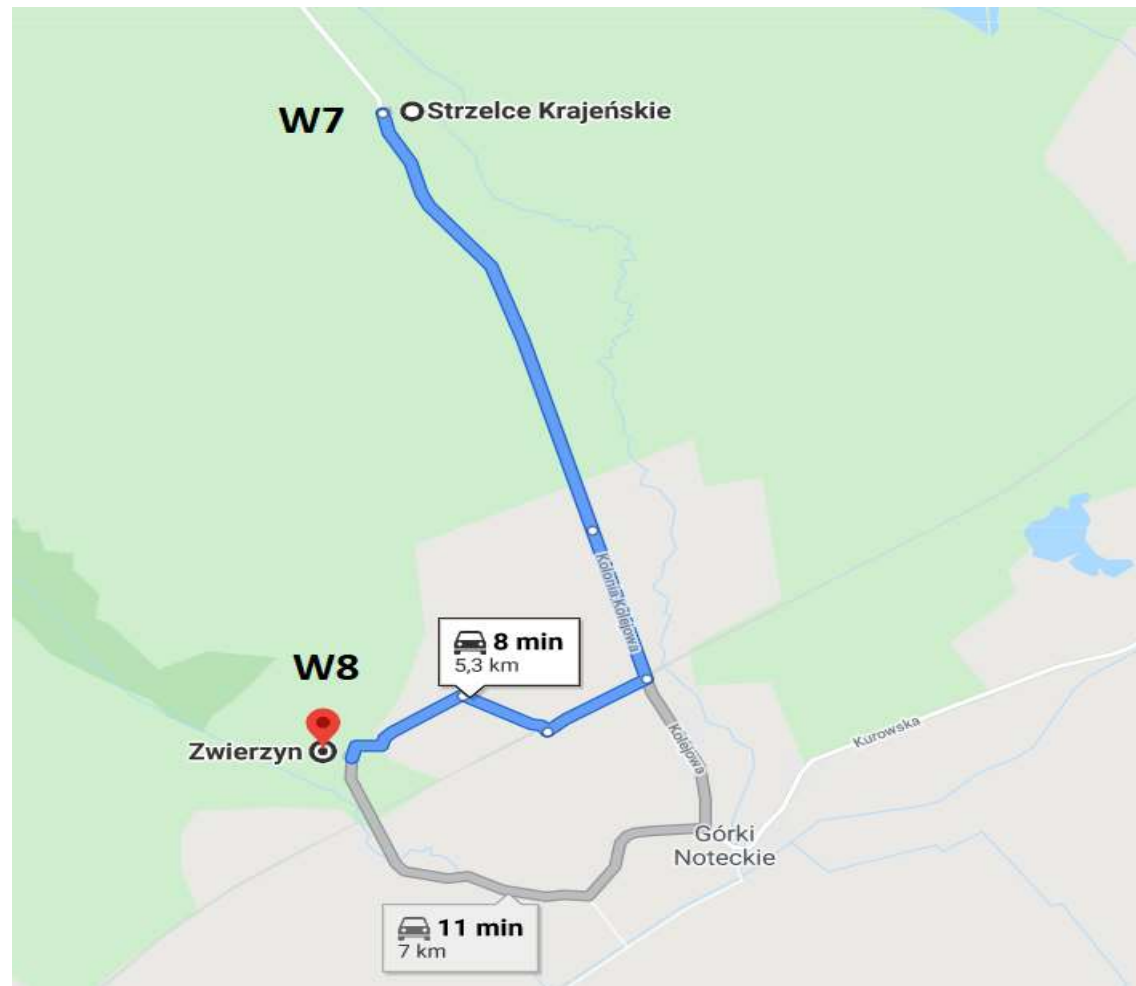 W7
Strzelce Krajeńskie
Kolonia Kolejowa
8 min
5,3 km
W8
Zwierzyn
Kolejowa
Kurowska
Górki
Noteckie
11 min
7 km